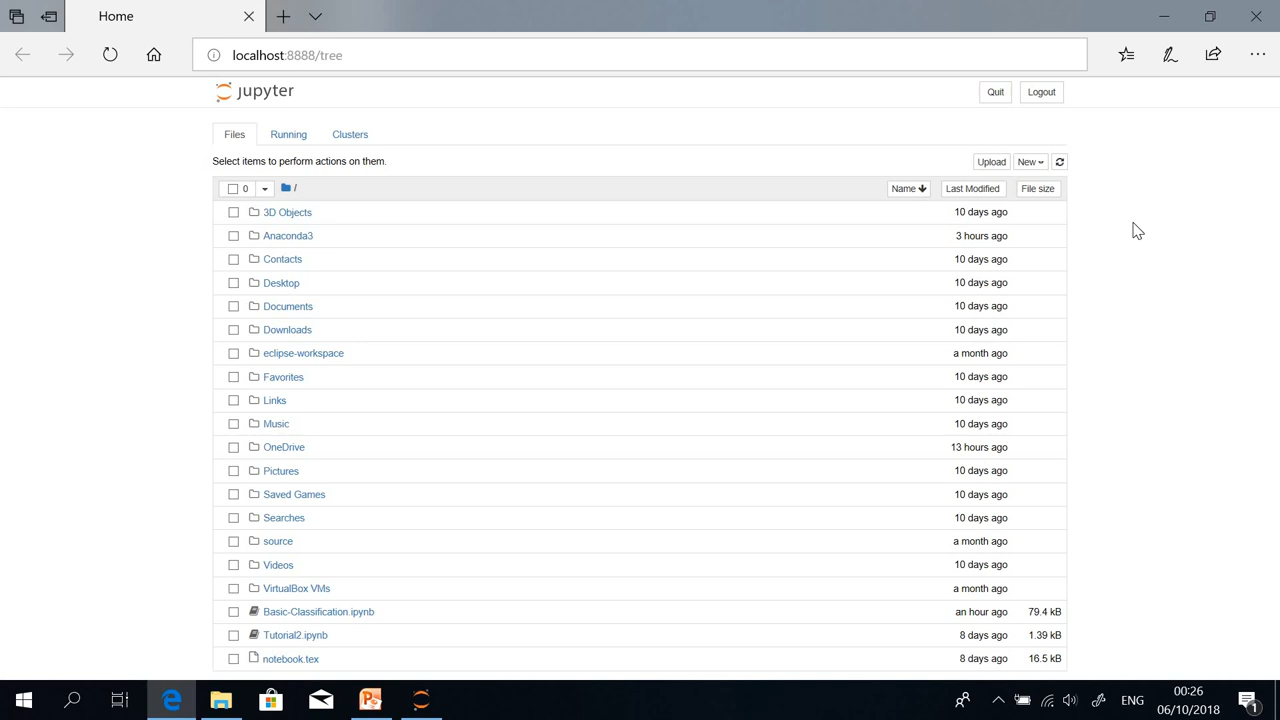 Home
localhost:8888/tree
jupyter
Quit Logout
Files Running Clusters
Select items to perform actions on them.
Upload New
0 / Name Last Modified File size
3D Objects 10 days ago
Anaconda3 3 hours ago
Contacts 10 days ago
Desktop 10 days ago
Documents 10 days ago
Downloads 10 days ago
eclipse-workspace a month ago
Favorites 10 days ago
Links 10 days ago
Music 10 days ago
OneDrive 13 hours ago
Pictures 10 days ago
Saved Games 10 days ago
Searches 10 days ago
source a month ago
Videos 10 days ago
VirtualBox VMs a month ago
Basic-Classification.ipynb an hour ago 79.4 kB
Tutorial2.ipynb 8 days ago 1.39 kB
notebook.tex 8 days ago 16.5 kB
ENG 00:26
06/10/2018 1